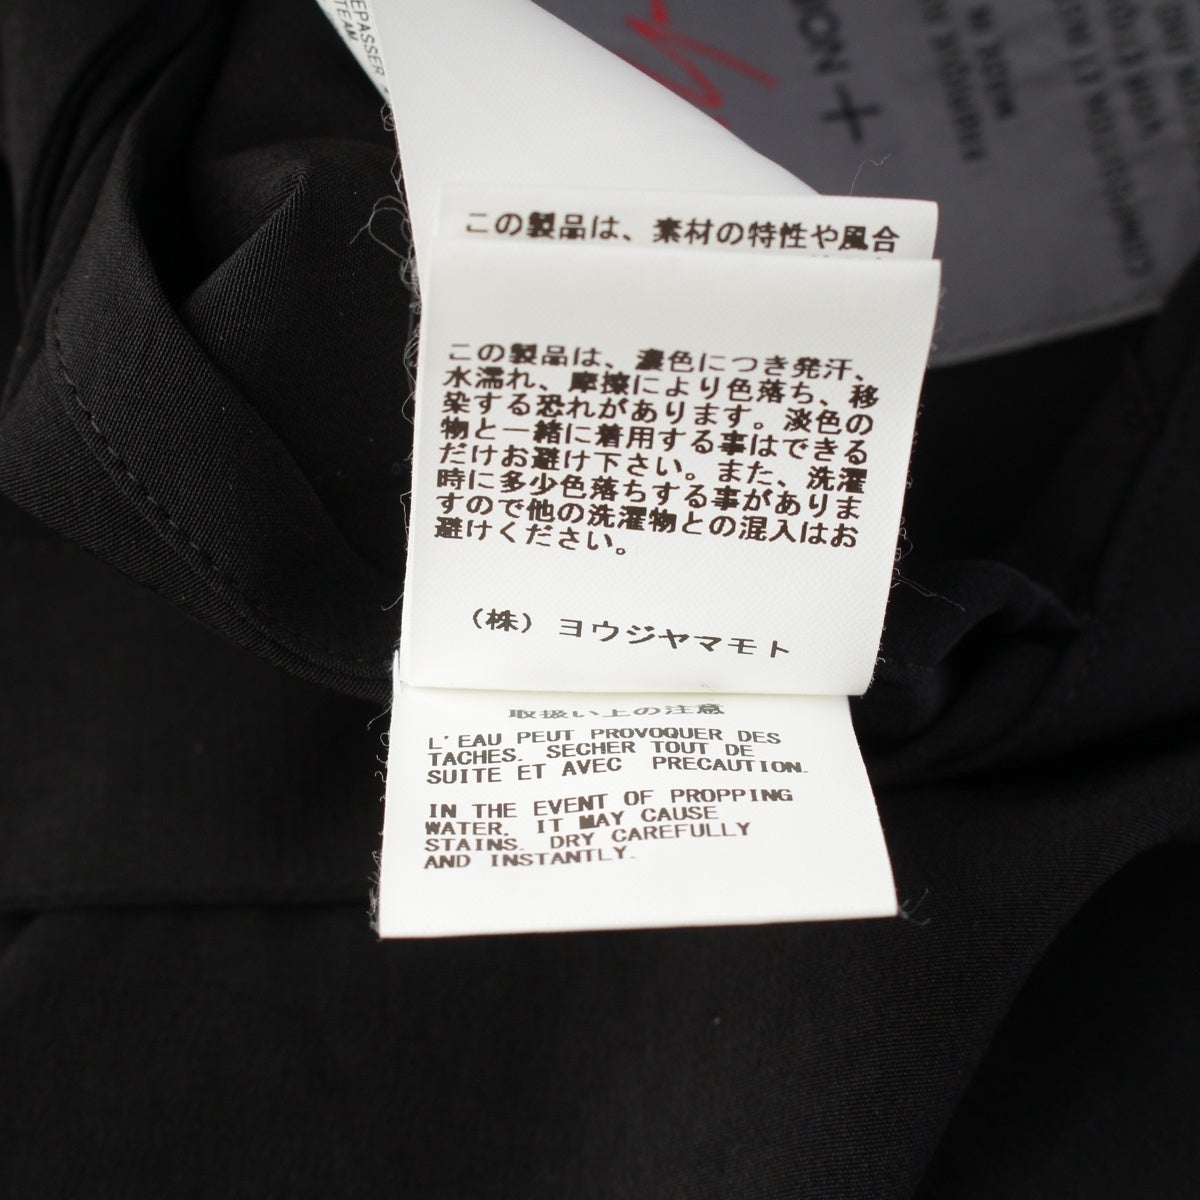 EPASSER
TEAM
ION +
FABRIQUE AU
MADE IN
この製品は、素材の特性や風合
この製品は、濃色につき発汗、
水濡れ、摩擦により色落ち、移
染する恐れがあります。淡色の
物と一緒に着用する事はできる
だけお避け下さい。また、洗濯
時に多少色落ちする事がありま
すので他の洗濯物との混入はお
避けください。
(株) ヨウジヤマモト
取扱い上の注意
L'EAU PEUT PROVOQUER DES
TACHES. SECHER TOUT DE
SUITE ET AVEC PRECAUTION.
IN THE EVENT OF PROPPING
WATER, IT MAY CAUSE
STAINS. DRY CAREFULLY
AND INSTANTLY.